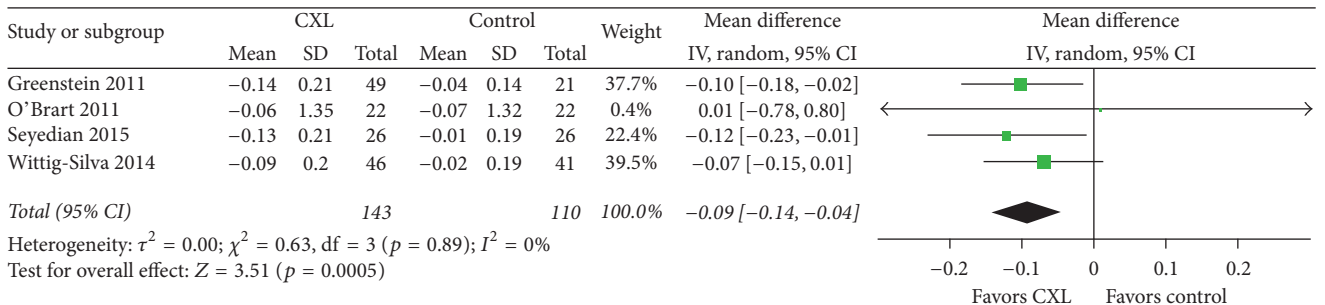 Study or subgroup CXL Control Weight Mean difference Mean difference
Mean SD Total Mean SD Total IV, random, 95% CI IV, random, 95% CI
Greenstein 2011 −0.14 0.21 49 −0.04 0.14 21 37.7% −0.10 [−0.18, −0.02)
O'Brart 2011 −0.06 1.35 22 −0.07 1.32 22 0.4% 0.01 [−0.78, 0.80]
Seyedian 2015 −0.13 0.21 26 −0.01 0.19 26 22.4% −0.12 [−0.23, −0.01)
Wittig-Silva 2014 −0.09 0.2 46 −0.02 0.19 41 39.5% −0.07 [−0.15, 0.01]
Total (95% CI) 143 110 100.0% −0.09 [−0.14, −0.04)
Heterogeneity: τ² = 0.00; χ² = 0.63, df = 3 (p = 0.89); I² = 0%
Test for overall effect: Z = 3.51 (p = 0.0005)
−0.2 −0.1 0 0.1 0.2
Favors CXL Favors control